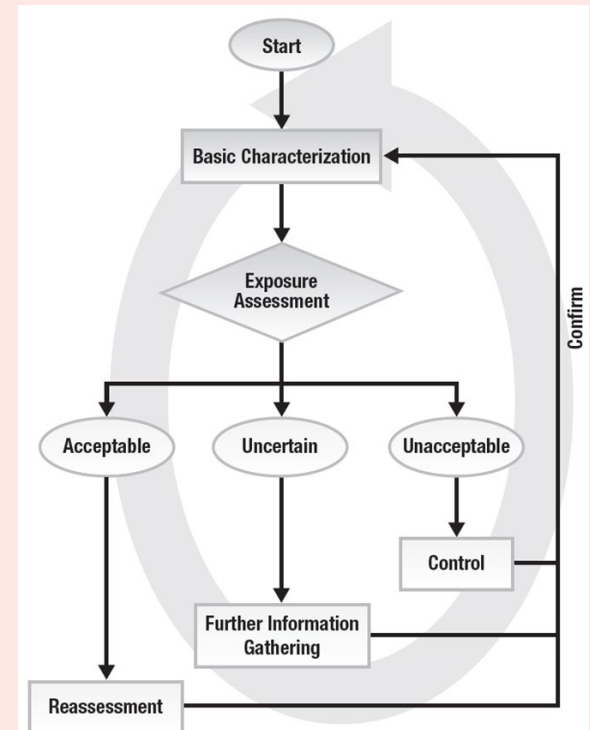 Start
Basic Characterization
Exposure
Assessment
Confirm
Acceptable
Uncertain
Unacceptable
Control
Further Information
Gathering
Reassessment